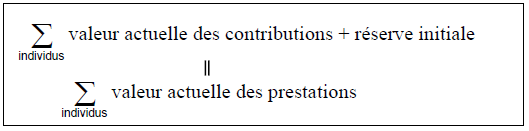 ∑ valeur actuelle des contributions + réserve initiale
individus
||
∑ valeur actuelle des prestations
individus